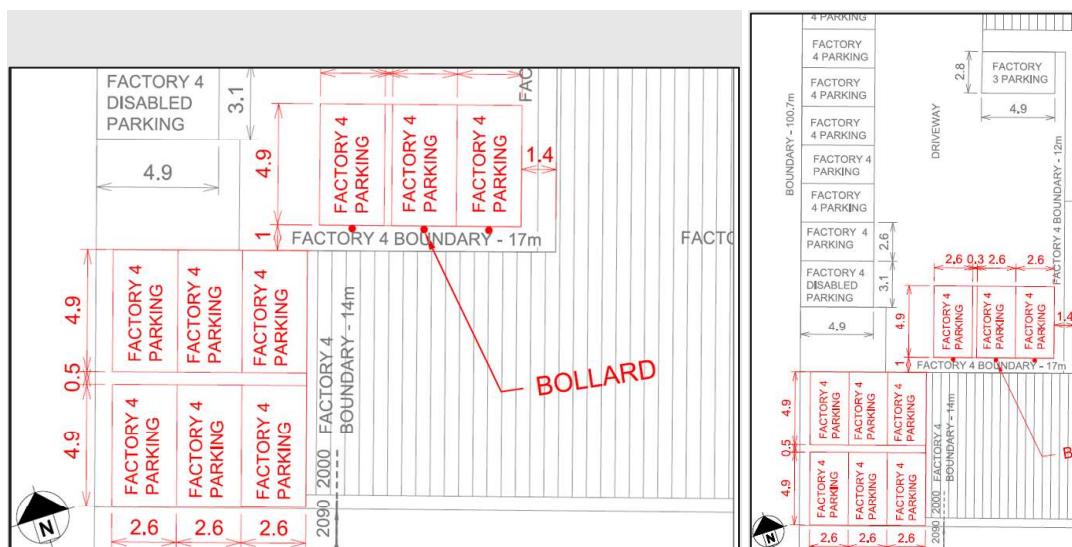 FACTORY 4
DISABLED
PARKING
3.1
4.9
4.9
FACTORY 4
PARKING
FACTORY 4
PARKING
FACTORY 4
PARKING
1.4
1
FACTORY 4 BOUNDARY - 17m
4.9
0.5
4.9
FACTORY 4
PARKING
FACTORY 4
PARKING
FACTORY 4
PARKING
FACTORY 4
PARKING
FACTORY 4
PARKING
FACTORY 4
PARKING
FACTORY 4
BOUNDARY - 14m
2000
2090
BOLLARD
2.6
2.6
2.6
N
4 PARKING
FACTORY
4 PARKING
FACTORY
4 PARKING
FACTORY
4 PARKING
FACTORY 4
PARKING
FACTORY
4 PARKING
FACTORY 4
PARKING
2.6
FACTORY 4
DISABLED
PARKING
3.1
4.9
BOUNDARY - 100.7m
DRIVEWAY
2.8
FACTORY
3 PARKING
4.9
FACTORY 4 BOUNDARY - 12m
2.6
0.3
2.6
2.6
4.9
FACTORY 4
PARKING
FACTORY 4
PARKING
FACTORY 4
PARKING
1.4
1
FACTORY 4 BOUNDARY - 17m
4.9
0.5
4.9
FACTORY 4
PARKING
FACTORY 4
PARKING
FACTORY 4
PARKING
FACTORY 4
PARKING
FACTORY 4
PARKING
FACTORY 4
PARKING
FACTORY 4
BOUNDARY - 14m
2000
2090
2.6
2.6
2.6
N